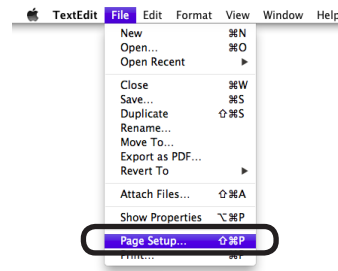 TextEdit File Edit Format View Window Help
New ⌘N
Open... ⌘O
Open Recent ▶
Close ⌘W
Save... ⌘S
Duplicate ⇧⌘S
Rename...
Move To...
Export as PDF...
Revert To ▶
Attach Files... ⇧⌘A
Show Properties ⌥⌘P
Page Setup... ⇧⌘P
Print... ⌘P